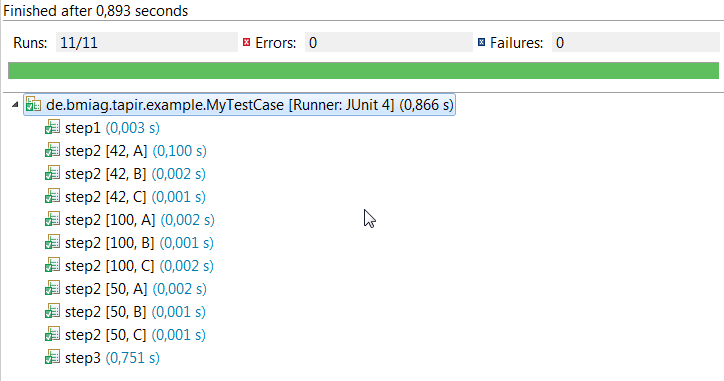 Finished after 0,893 seconds
Runs: 11/11 Errors: 0 Failures: 0
de.bmiag.tapir.example.MyTestCase [Runner: JUnit 4] (0,866 s)
step1 (0,003 s)
step2 [42, A] (0,100 s)
step2 [42, B] (0,002 s)
step2 [42, C] (0,001 s)
step2 [100, A] (0,002 s)
step2 [100, B] (0,001 s)
step2 [100, C] (0,002 s)
step2 [50, A] (0,002 s)
step2 [50, B] (0,001 s)
step2 [50, C] (0,001 s)
step3 (0,751 s)